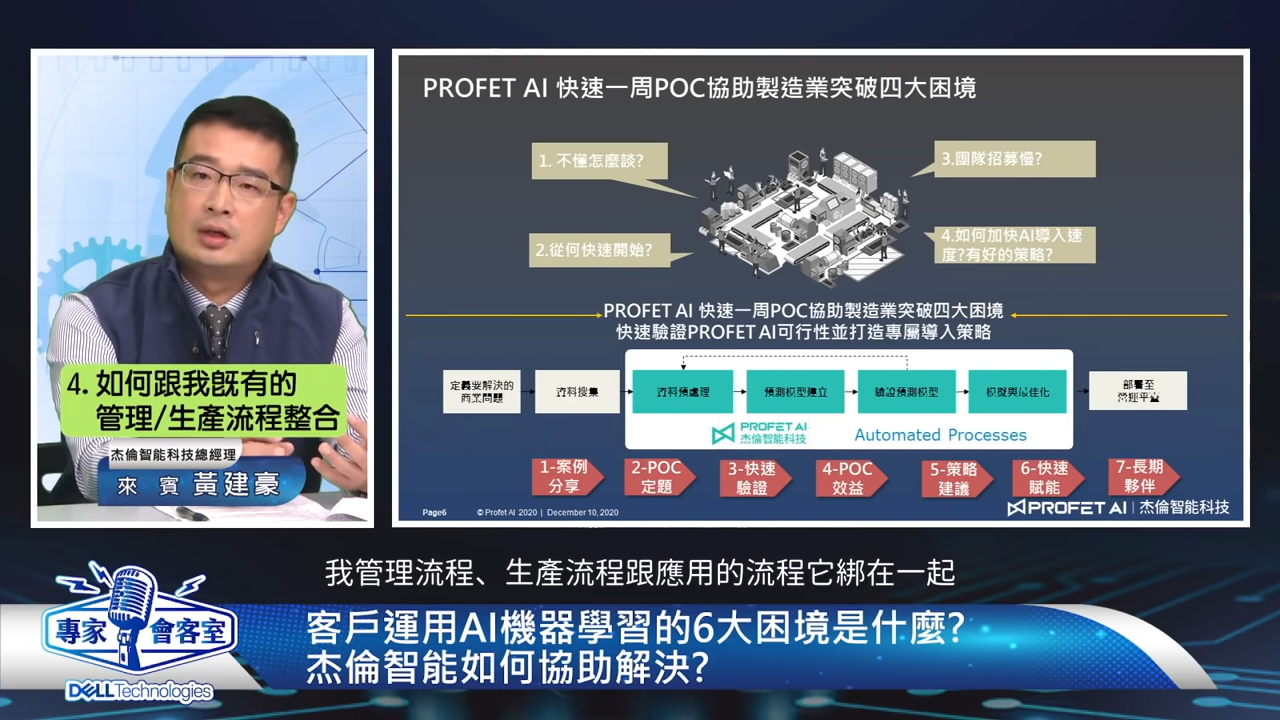 4. 如何跟我既有的
管理/生產流程整合
杰倫智能科技總經理
來 賓 黃建豪
PROFET AI 快速一周POC協助製造業突破四大困境
1. 不懂怎麼談?
3.團隊招募慢?
2.從何快速開始?
4.如何加快AI導入速
度?有好的策略?
PROFET AI 快速一周POC協助製造業突破四大困境
快速驗證PROFET AI可行性並打造專屬導入策略
定義要解決的
商業問題
資料搜集
資料預處理
預測模型建立
驗證預測模型
模擬與最佳化
部署至
營運平台
PROFET AI
杰倫智能科技
Automated Processes
1-案例
分享
2-POC
定題
3-快速
驗證
4-POC
效益
5-策略
建議
6-快速
賦能
7-長期
夥伴
Page6
© Profet AI 2020 | December 10, 2020
PROFET AI | 杰倫智能科技
我管理流程、生產流程跟應用的流程它綁在一起
專家 會客室
DELL Technologies
客戶運用AI機器學習的6大困境是什麼?
杰倫智能如何協助解決?